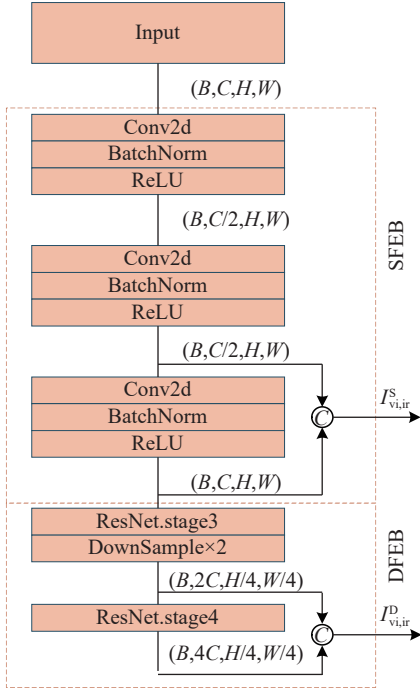 Input
(B,C,H,W)
Conv2d
BatchNorm
ReLU
(B,C/2,H,W)
Conv2d
BatchNorm
ReLU
(B,C/2,H,W)
Conv2d
BatchNorm
ReLU
C
I^S_vi,ir
(B,C,H,W)
SFEB
ResNet.stage3
DownSample×2
(B,2C,H/4,W/4)
ResNet.stage4
C
I^D_vi,ir
(B,4C,H/4,W/4)
DFEB